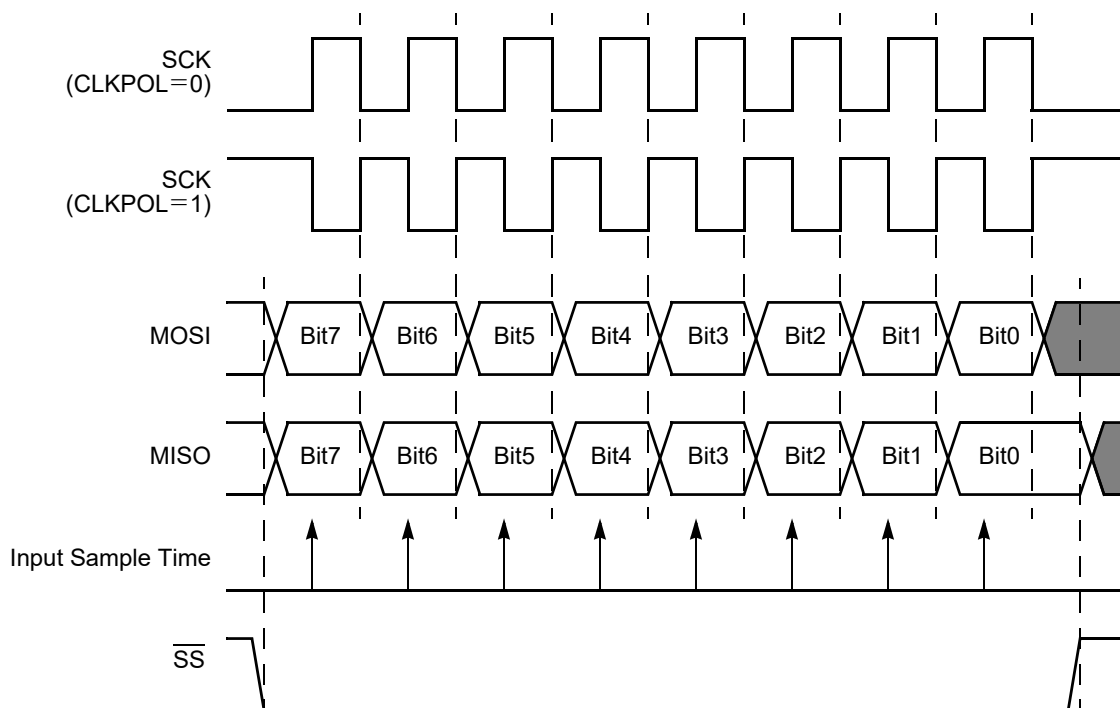 SCK
(CLKPOL=0)
SCK
(CLKPOL=1)
MOSI
Bit7 Bit6 Bit5 Bit4 Bit3 Bit2 Bit1 Bit0
MISO
Bit7 Bit6 Bit5 Bit4 Bit3 Bit2 Bit1 Bit0
Input Sample Time
SS